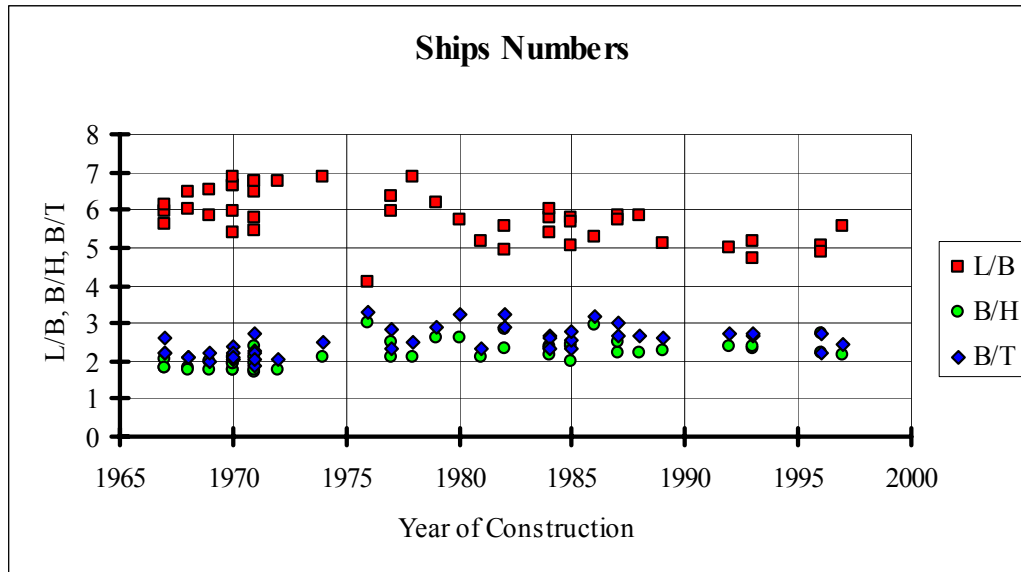 Ships Numbers
L/B, B/H, B/T
8
7
6
5
4
3
2
1
0
1965 1970 1975 1980 1985 1990 1995 2000
Year of Construction
L/B
B/H
B/T